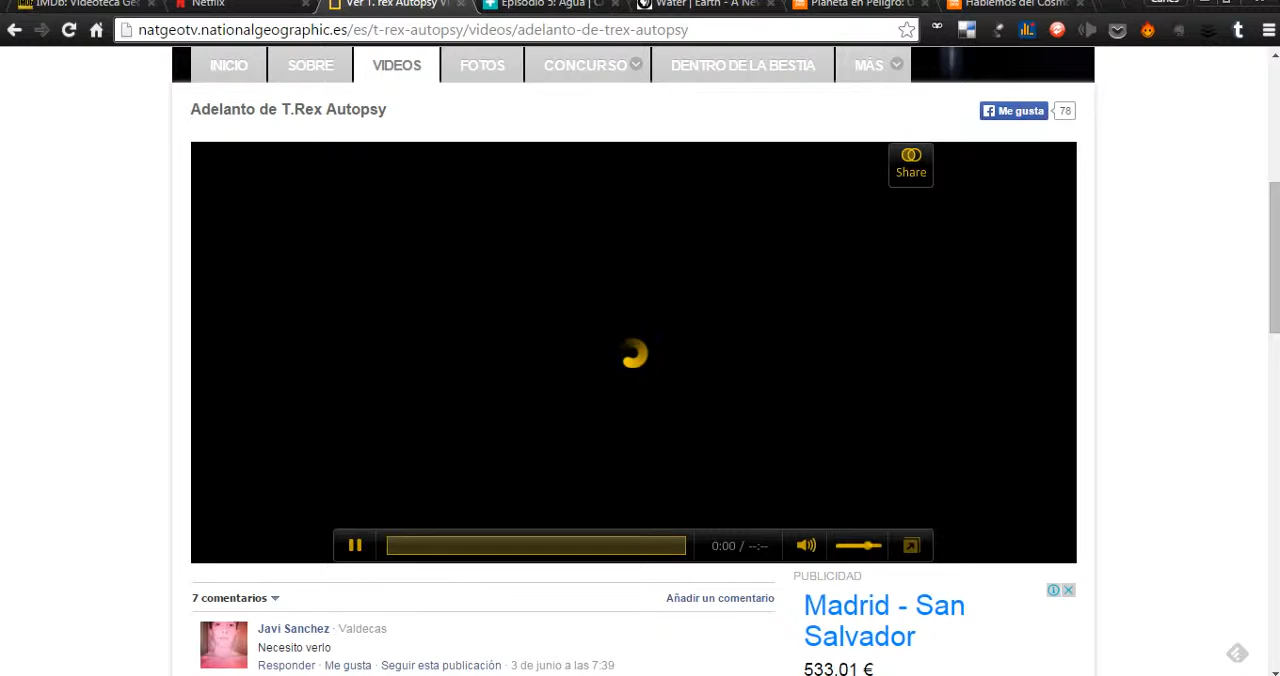 IMDb: Videoteca Ge
Netflix
Ver T. rex Autopsy V
Episodio 5: Agua | C
Water | Earth - A Ne
Planeta en Peligro: 
Hablemos del Cosm
natgeotv.nationalgeographic.es/es/t-rex-autopsy/videos/adelanto-de-trex-autopsy
INICIO
SOBRE
VIDEOS
FOTOS
CONCURSO
DENTRO DE LA BESTIA
MÁS
Adelanto de T.Rex Autopsy
Me gusta
78
Share
0:00 / --:--
PUBLICIDAD
7 comentarios
Añadir un comentario
Madrid - San
Salvador
533.01 €
Javi Sanchez · Valdecas
Necesito verlo
Responder · Me gusta · Seguir esta publicación · 3 de junio a las 7:39